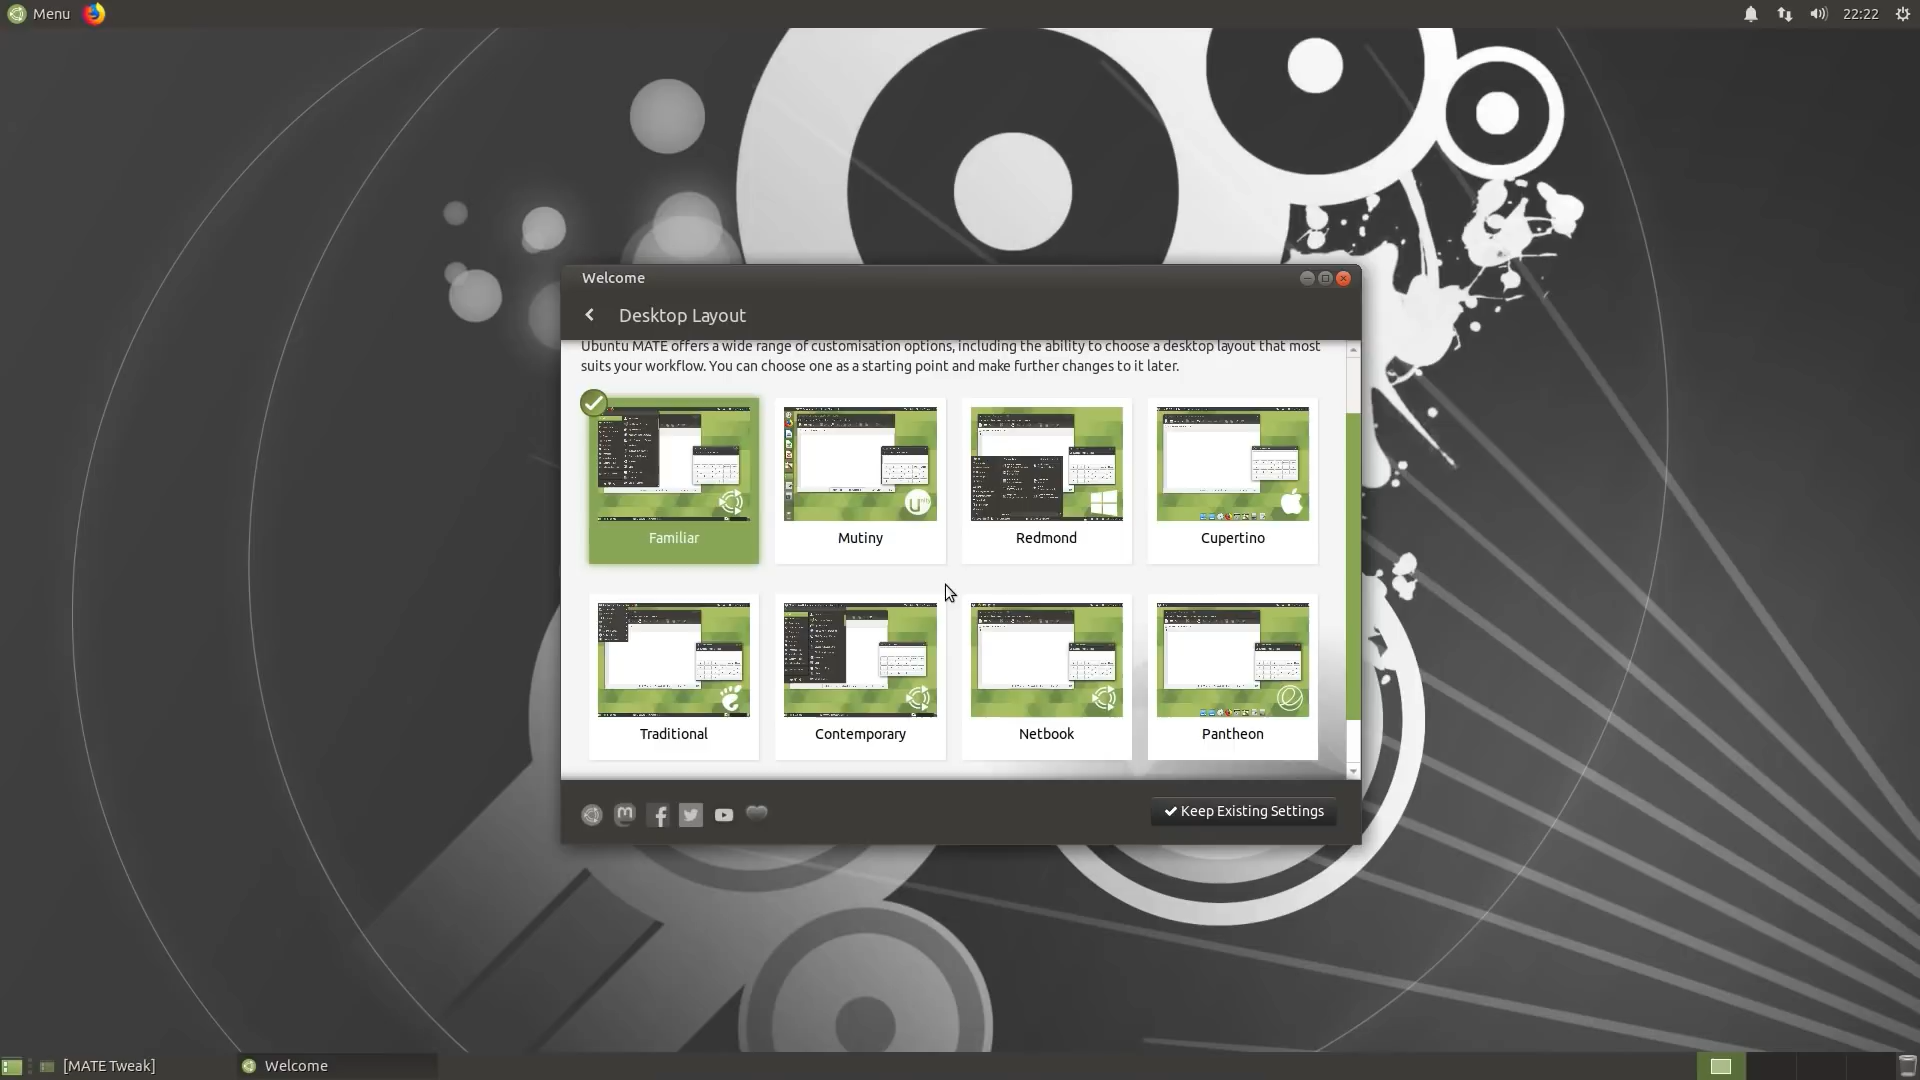 Menu
22:22
Welcome
Desktop Layout
Ubuntu MATE offers a wide range of customisation options, including the ability to choose a desktop layout that most
suits your workflow. You can choose one as a starting point and make further changes to it later.
Familiar
Mutiny
Redmond
Cupertino
Traditional
Contemporary
Netbook
Pantheon
Keep Existing Settings
[MATE Tweak]
Welcome